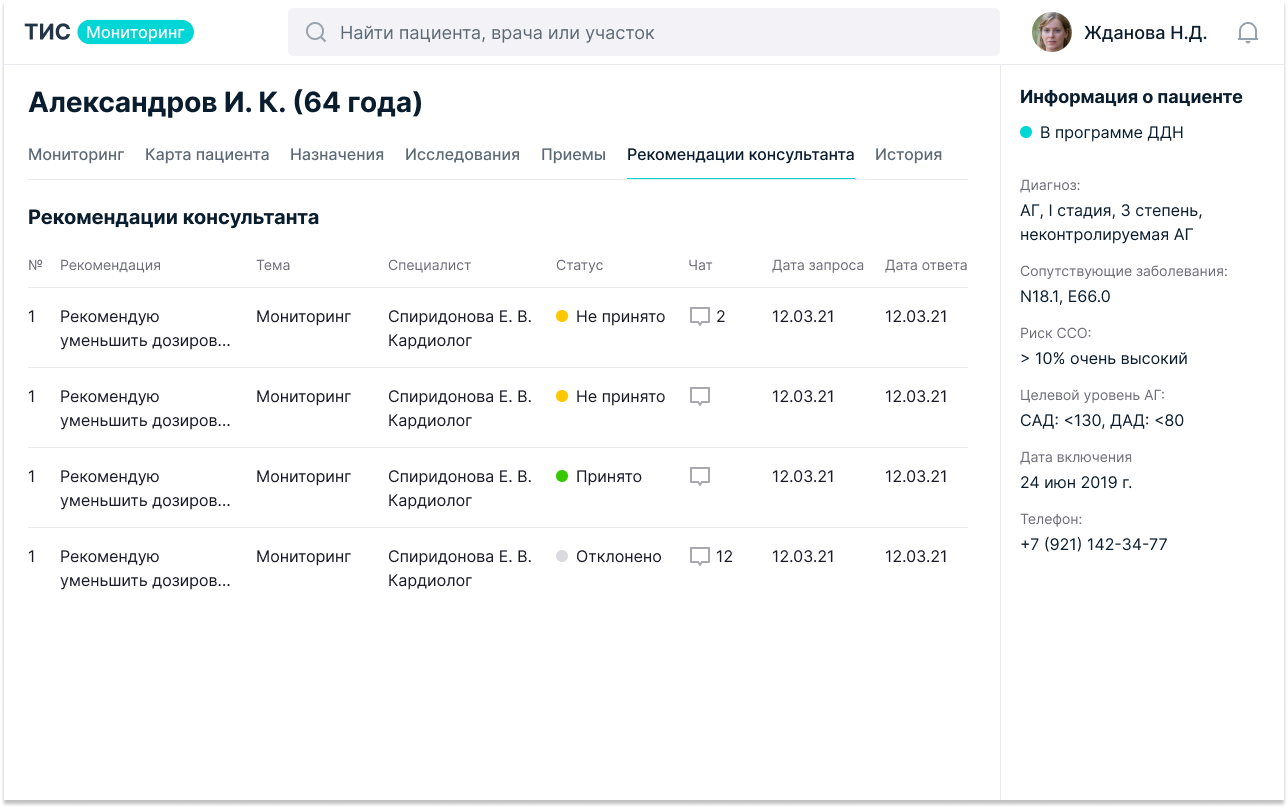 ТИС Мониторинг
Найти пациента, врача или участок
Жданова Н.Д.
Александров И. К. (64 года)
Мониторинг Карта пациента Назначения Исследования Приемы Рекомендации консультанта История
Рекомендации консультанта
№ Рекомендация Тема Специалист Статус Чат Дата запроса Дата ответа
1 Рекомендую Мониторинг Спиридонова Е. В. Не принято 2 12.03.21 12.03.21
уменьшить дозиров... Кардиолог
1 Рекомендую Мониторинг Спиридонова Е. В. Не принято 12.03.21 12.03.21
уменьшить дозиров... Кардиолог
1 Рекомендую Мониторинг Спиридонова Е. В. Принято 12.03.21 12.03.21
уменьшить дозиров... Кардиолог
1 Рекомендую Мониторинг Спиридонова Е. В. Отклонено 12 12.03.21 12.03.21
уменьшить дозиров... Кардиолог
Информация о пациенте
В программе ДДН
Диагноз:
АГ, I стадия, 3 степень,
неконтролируемая АГ
Сопутствующие заболевания:
N18.1, E66.0
Риск ССО:
> 10% очень высокий
Целевой уровень АГ:
САД: <130, ДАД: <80
Дата включения
24 июн 2019 г.
Телефон:
+7 (921) 142-34-77